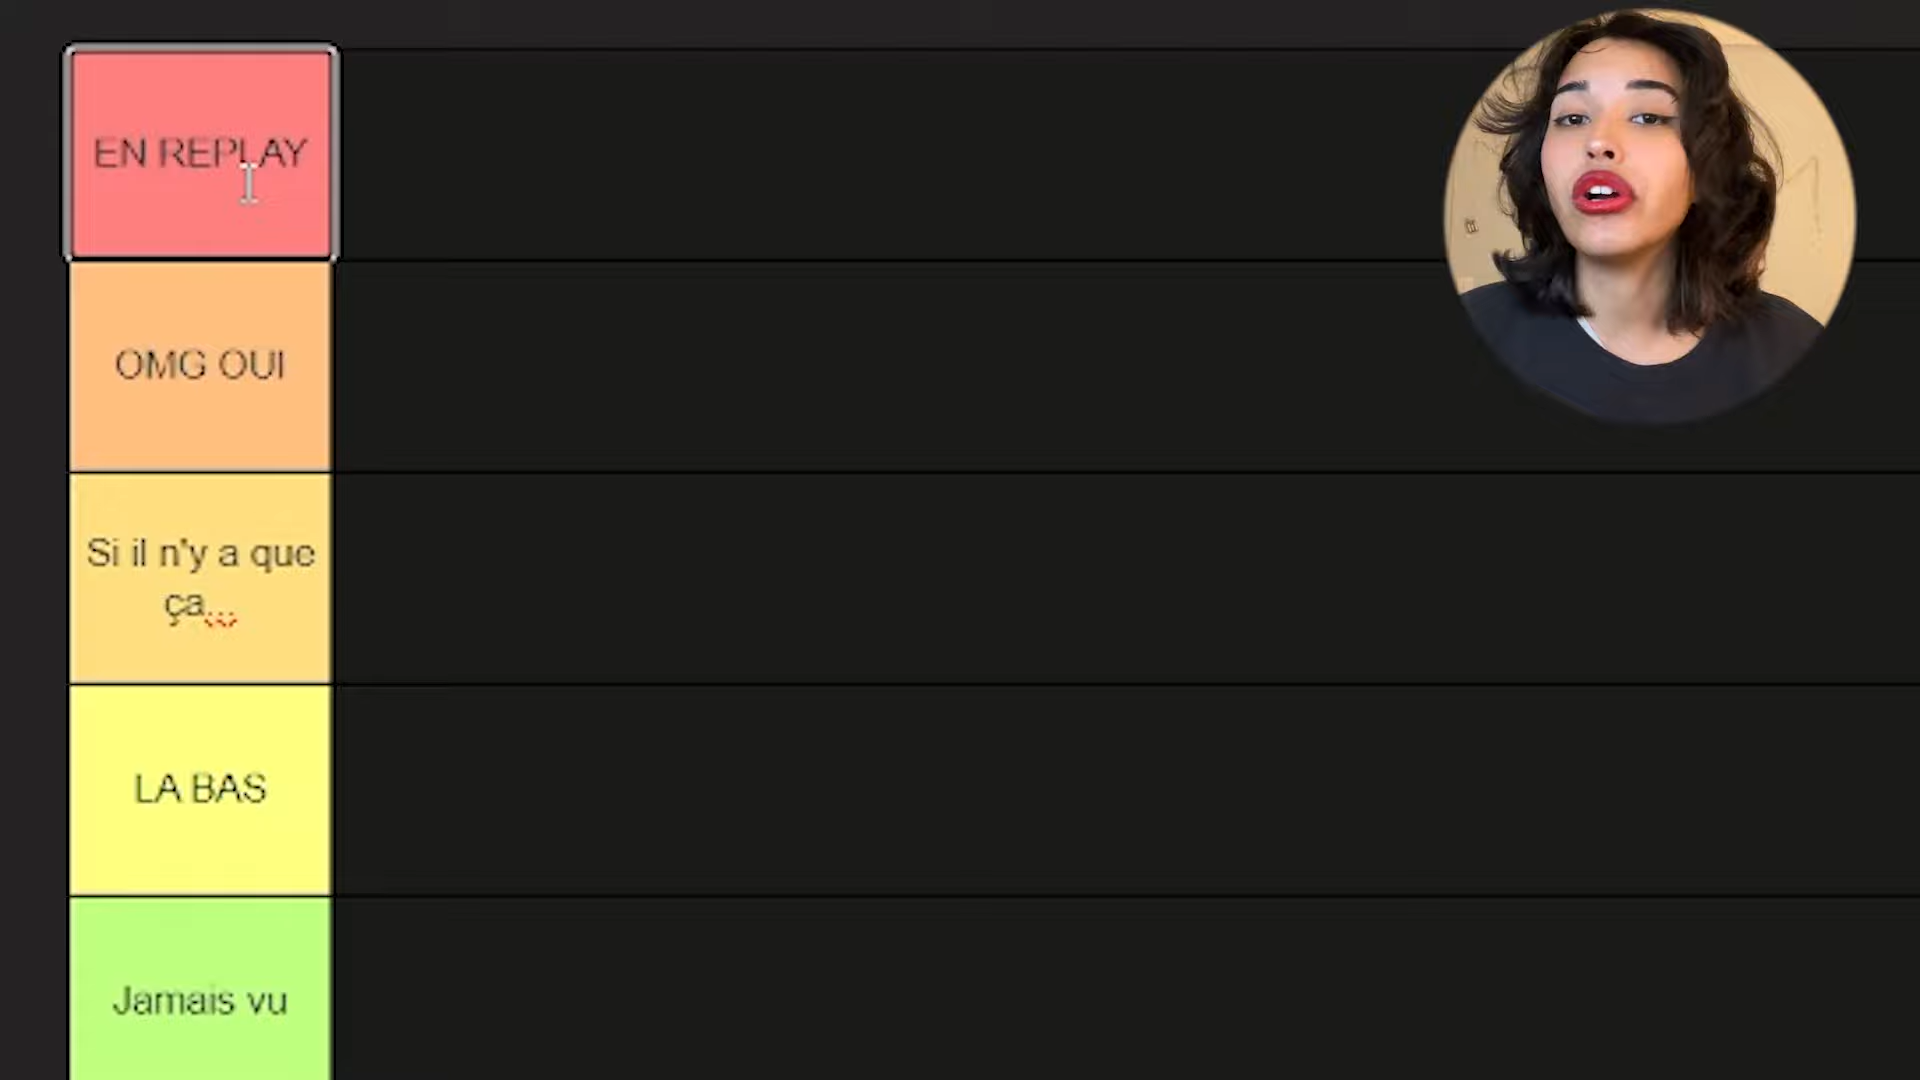 EN REPLAY
OMG OUI
Si il n'y a que
ça...
LA BAS
Jamais vu